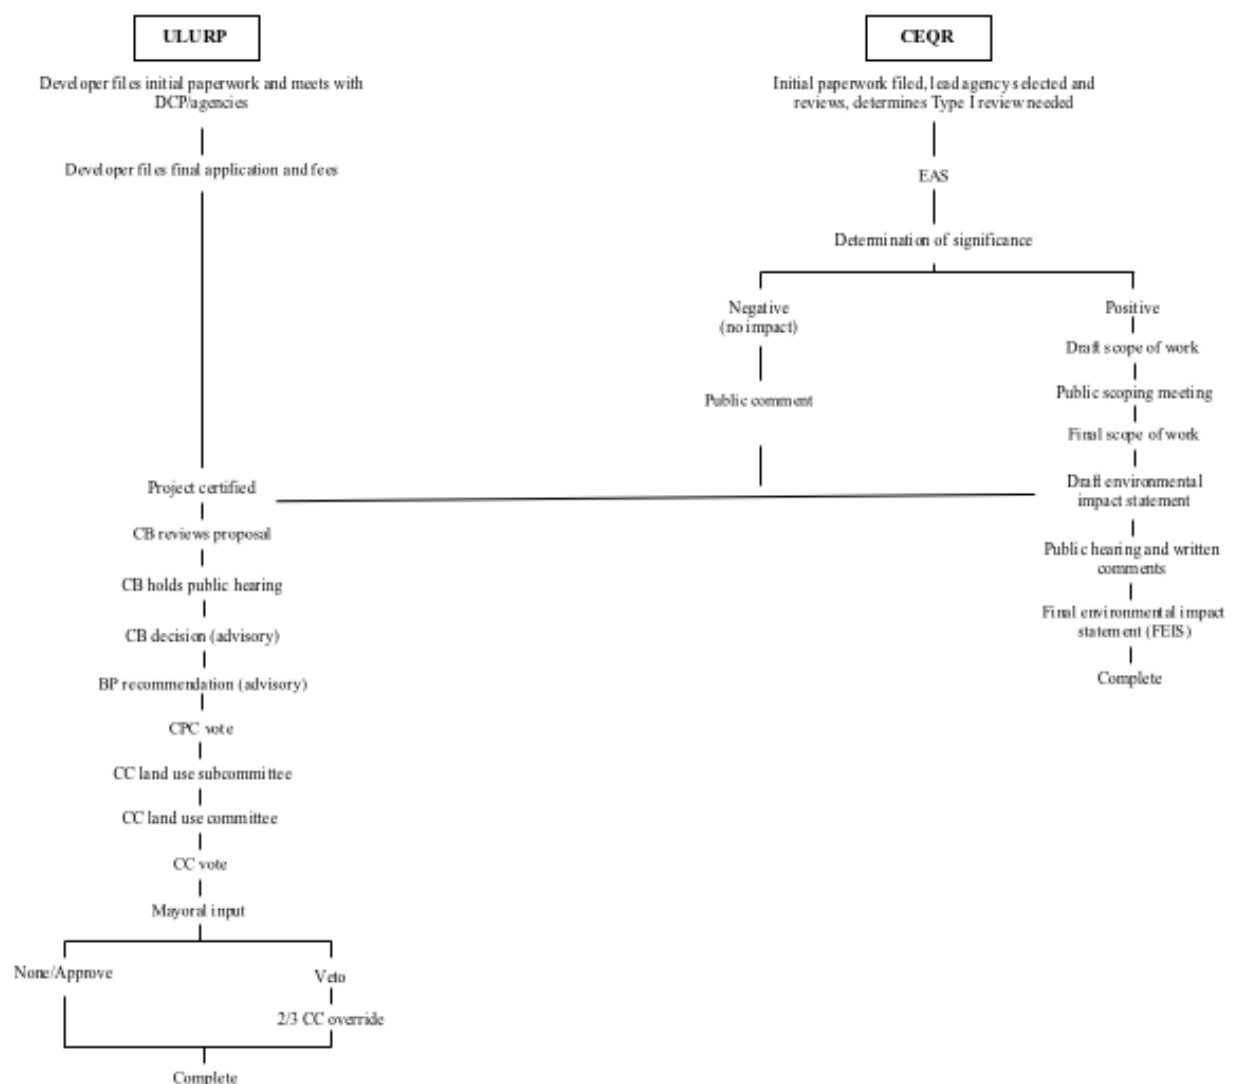 ULURP
Developer files initial paperwork and meets with
DCP/agencies
Developer files final application and fees
Project certified
CB reviews proposal
CB holds public hearing
CB decision (advisory)
BP recommendation (advisory)
CPC vote
CC land use subcommittee
CC land use committee
CC vote
Mayoral input
None/Approve
Veto
2/3 CC override
Complete
CEQR
Initial paperwork filed, lead agency selected and
reviews, determines Type I review needed
EAS
Determination of significance
Negative
(no impact)
Public comment
Positive
Draft scope of work
Public scoping meeting
Final scope of work
Draft environmental
impact statement
Public hearing and written
comments
Final environmental impact
statement (FEIS)
Complete